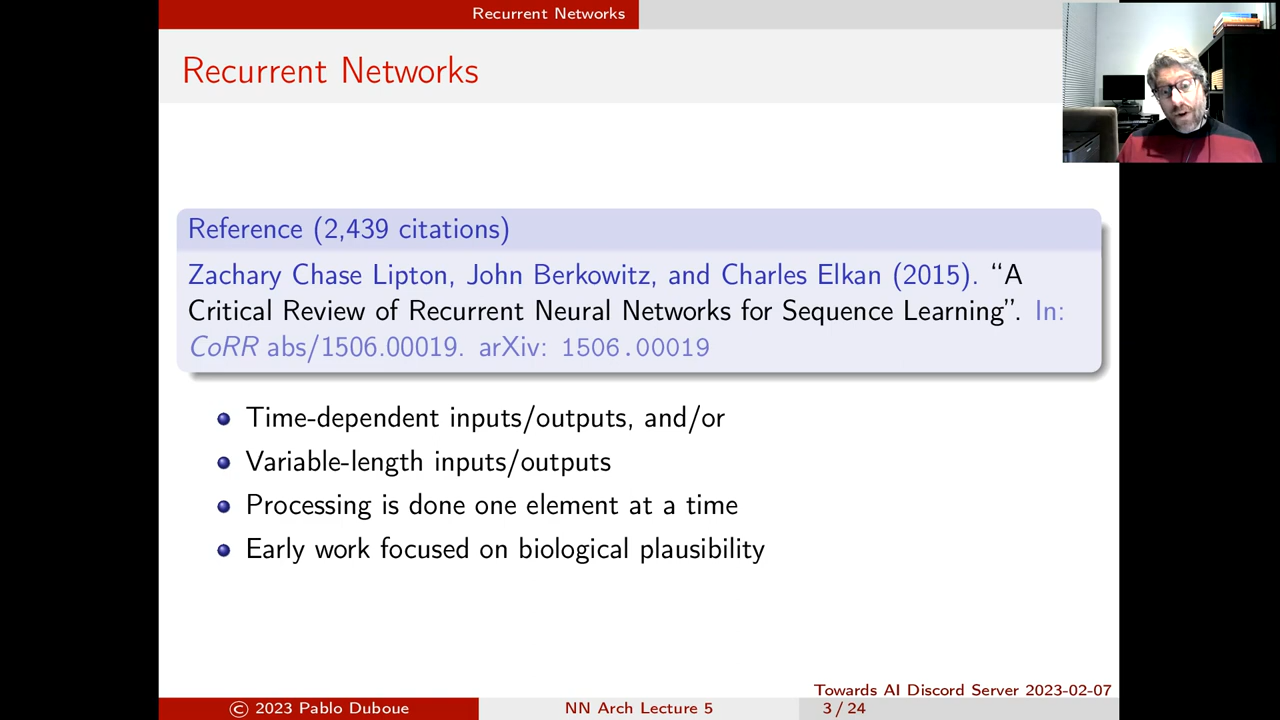 Recurrent Networks
Recurrent Networks
Reference (2,439 citations)
Zachary Chase Lipton, John Berkowitz, and Charles Elkan (2015). “A
Critical Review of Recurrent Neural Networks for Sequence Learning”. In:
CoRR abs/1506.00019. arXiv: 1506.00019
Time-dependent inputs/outputs, and/or
Variable-length inputs/outputs
Processing is done one element at a time
Early work focused on biological plausibility
Towards AI Discord Server 2023-02-07
© 2023 Pablo Duboue NN Arch Lecture 5 3 / 24